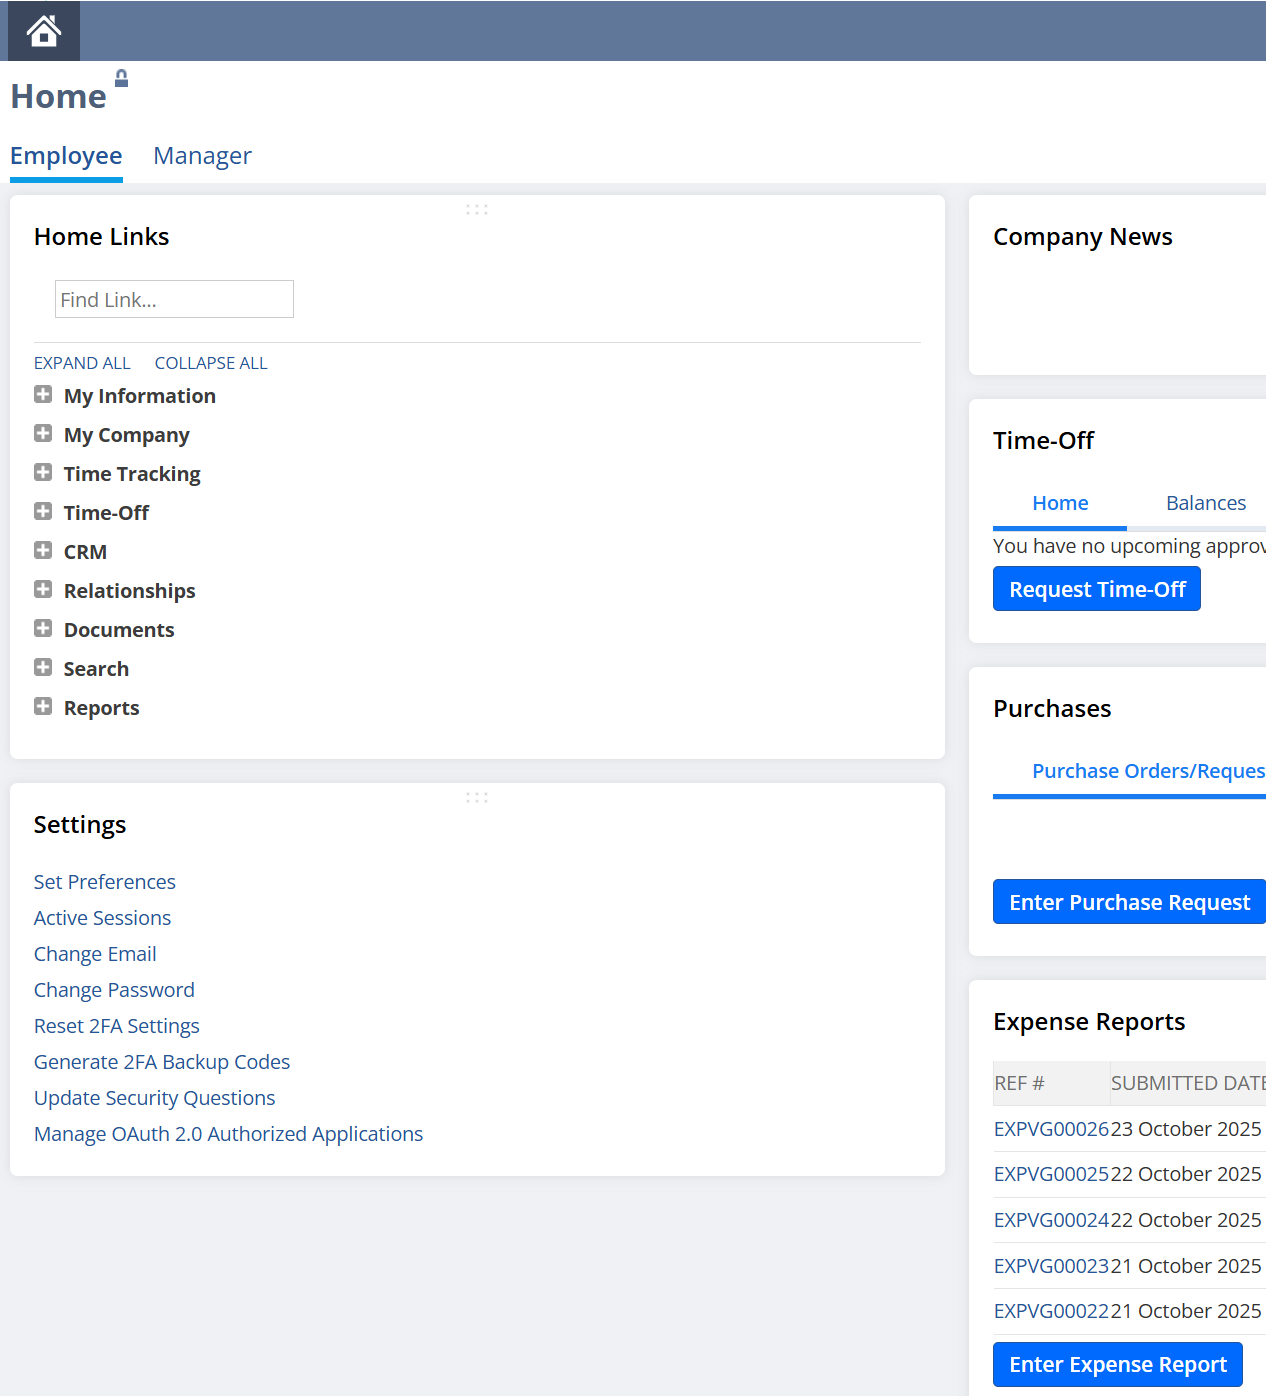 Home
Employee
Manager
Home Links
Find Link...
EXPAND ALL
COLLAPSE ALL
My Information
My Company
Time Tracking
Time-Off
CRM
Relationships
Documents
Search
Reports
Settings
Set Preferences
Active Sessions
Change Email
Change Password
Reset 2FA Settings
Generate 2FA Backup Codes
Update Security Questions
Manage OAuth 2.0 Authorized Applications
Company News
Time-Off
Home
Balances
You have no upcoming approv
Request Time-Off
Purchases
Purchase Orders/Reques
Enter Purchase Request
Expense Reports
REF # SUBMITTED DATE
EXPVG00026 23 October 2025
EXPVG00025 22 October 2025
EXPVG00024 22 October 2025
EXPVG00023 21 October 2025
EXPVG00022 21 October 2025
Enter Expense Report